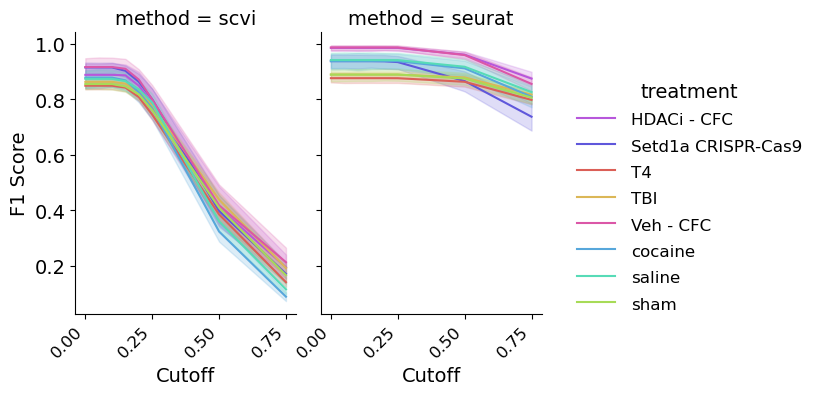 method = scvi
method = seurat
F1 Score
1.0
0.8
0.6
0.4
0.2
0.00
0.25
0.50
0.75
Cutoff
0.00
0.25
0.50
0.75
Cutoff
treatment
HDACi - CFC
Setd1a CRISPR-Cas9
T4
TBI
Veh - CFC
cocaine
saline
sham